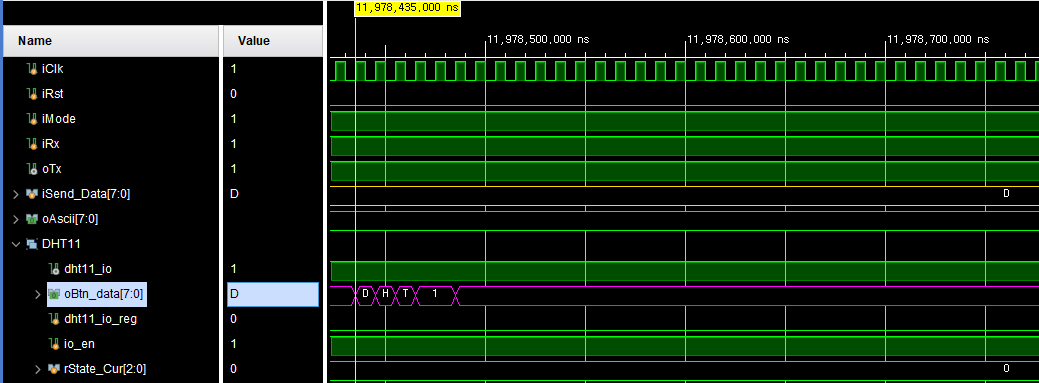 11,978,435,000 ns
Name Value
11,978,500,000 ns 11,978,600,000 ns 11,978,700,000 ns
iClk 1
iRst 0
iMode 1
iRx 1
oTx 1
iSend_Data[7:0] D D
oAscii[7:0]
DHT11
dht11_io 1
oBtn_data[7:0] D D H T 1
dht11_io_reg 0
io_en 1
rState_Cur[2:0] 0 0